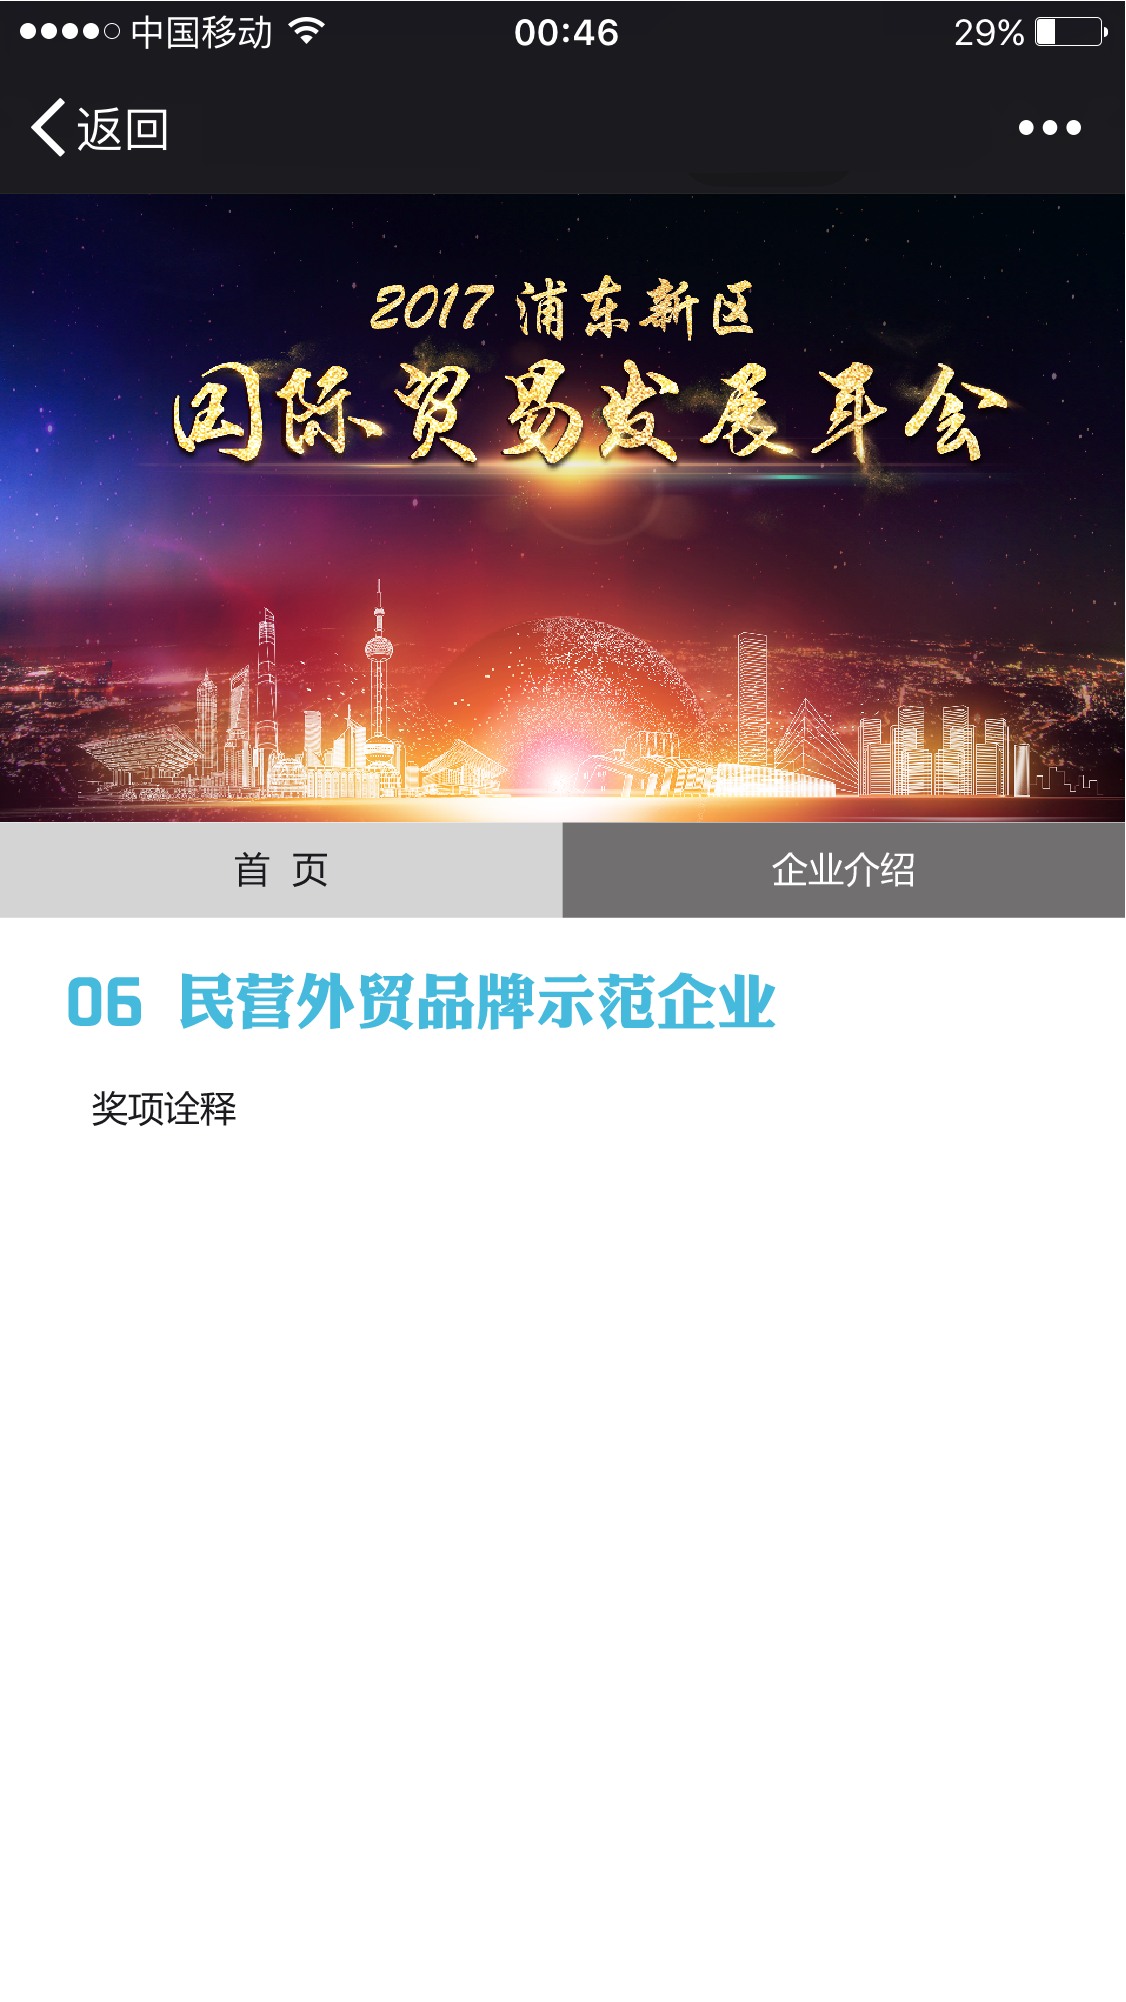 中国移动 00:46 29%
返回
2017 浦东新区
国际贸易发展年会
首 页 企业介绍
06 民营外贸品牌示范企业
奖项诠释